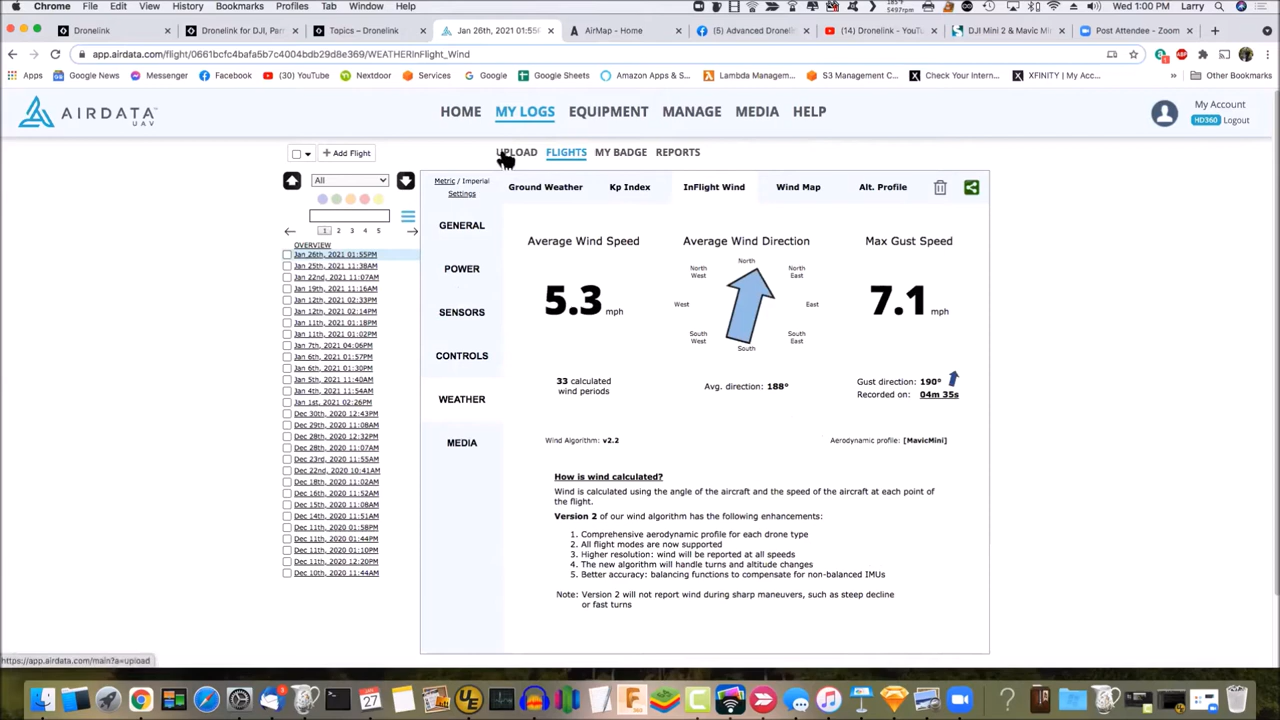 Chrome File Edit View History Bookmarks Profiles Tab Window Help
5497rpm Wed 1:00 PM Larry
Dronelink
Dronelink for DJI, Parr
Topics – Dronelink
Jan 26th, 2021 01:55P
AirMap - Home
(5) Advanced Dronelin
(14) Dronelink - YouTu
DJI Mini 2 & Mavic Mi
Post Attendee - Zoom
app.airdata.com/flight/0661bcfc4bafa5b7c4004bdb29d8e369/WEATHERInFlight_Wind
Apps Google News Messenger Facebook (30) YouTube Nextdoor Services Google Google Sheets Amazon Apps & S... Lambda Managem... S3 Management C... Check Your Intern... XFINITY | My Acc... » Other Bookmarks
AIRDATA
UAV
HOME MY LOGS EQUIPMENT MANAGE MEDIA HELP
My Account
HD360 Logout
+ Add Flight
UPLOAD FLIGHTS MY BADGE REPORTS
All
1 2 3 4 5
OVERVIEW
Jan 26th, 2021 01:55PM
Jan 25th, 2021 11:38AM
Jan 22nd, 2021 11:07AM
Jan 19th, 2021 11:16AM
Jan 12th, 2021 02:33PM
Jan 12th, 2021 02:14PM
Jan 11th, 2021 01:18PM
Jan 11th, 2021 01:02PM
Jan 7th, 2021 04:06PM
Jan 6th, 2021 01:57PM
Jan 6th, 2021 01:30PM
Jan 5th, 2021 11:40AM
Jan 4th, 2021 11:54AM
Jan 1st, 2021 02:26PM
Dec 30th, 2020 12:43PM
Dec 29th, 2020 11:08AM
Dec 28th, 2020 12:32PM
Dec 28th, 2020 11:07AM
Dec 23rd, 2020 11:55AM
Dec 22nd, 2020 10:41AM
Dec 18th, 2020 11:02AM
Dec 16th, 2020 11:52AM
Dec 15th, 2020 11:08AM
Dec 14th, 2020 11:51AM
Dec 11th, 2020 01:58PM
Dec 11th, 2020 01:44PM
Dec 11th, 2020 01:10PM
Dec 11th, 2020 12:20PM
Dec 10th, 2020 11:44AM
Metric / Imperial
Settings
GENERAL
POWER
SENSORS
CONTROLS
WEATHER
MEDIA
Ground Weather Kp Index InFlight Wind Wind Map Alt. Profile
Average Wind Speed
5.3 mph
33 calculated
wind periods
Average Wind Direction
North
North West
North East
West
East
South West
South East
South
Avg. direction: 188°
Max Gust Speed
7.1 mph
Gust direction: 190°
Recorded on: 04m 35s
Wind Algorithm: v2.2
Aerodynamic profile: [MavicMini]
How is wind calculated?
Wind is calculated using the angle of the aircraft and the speed of the aircraft at each point of
the flight.
Version 2 of our wind algorithm has the following enhancements:
1. Comprehensive aerodynamic profile for each drone type
2. All flight modes are now supported
3. Higher resolution: wind will be reported at all speeds
4. The new algorithm will handle turns and altitude changes
5. Better accuracy: balancing functions to compensate for non-balanced IMUs
Note: Version 2 will not report wind during sharp maneuvers, such as steep decline
or fast turns
https://app.airdata.com/main?a=upload